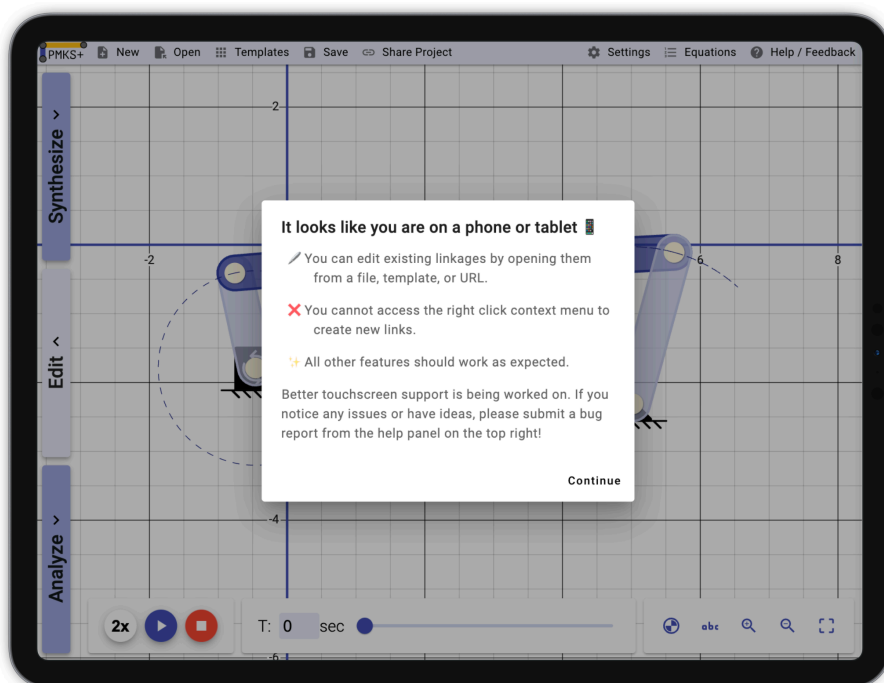 PMKS+ New Open Templates Save Share Project Settings Equations Help / Feedback
2
Synthesize
It looks like you are on a phone or tablet
You can edit existing linkages by opening them
from a file, template, or URL.
-2
6
8
You cannot access the right click context menu to
create new links.
Edit
All other features should work as expected.
Better touchscreen support is being worked on. If you
notice any issues or have ideas, please submit a bug
report from the help panel on the top right!
Continue
-4
Analyze
2x T: 0 sec abc
-6